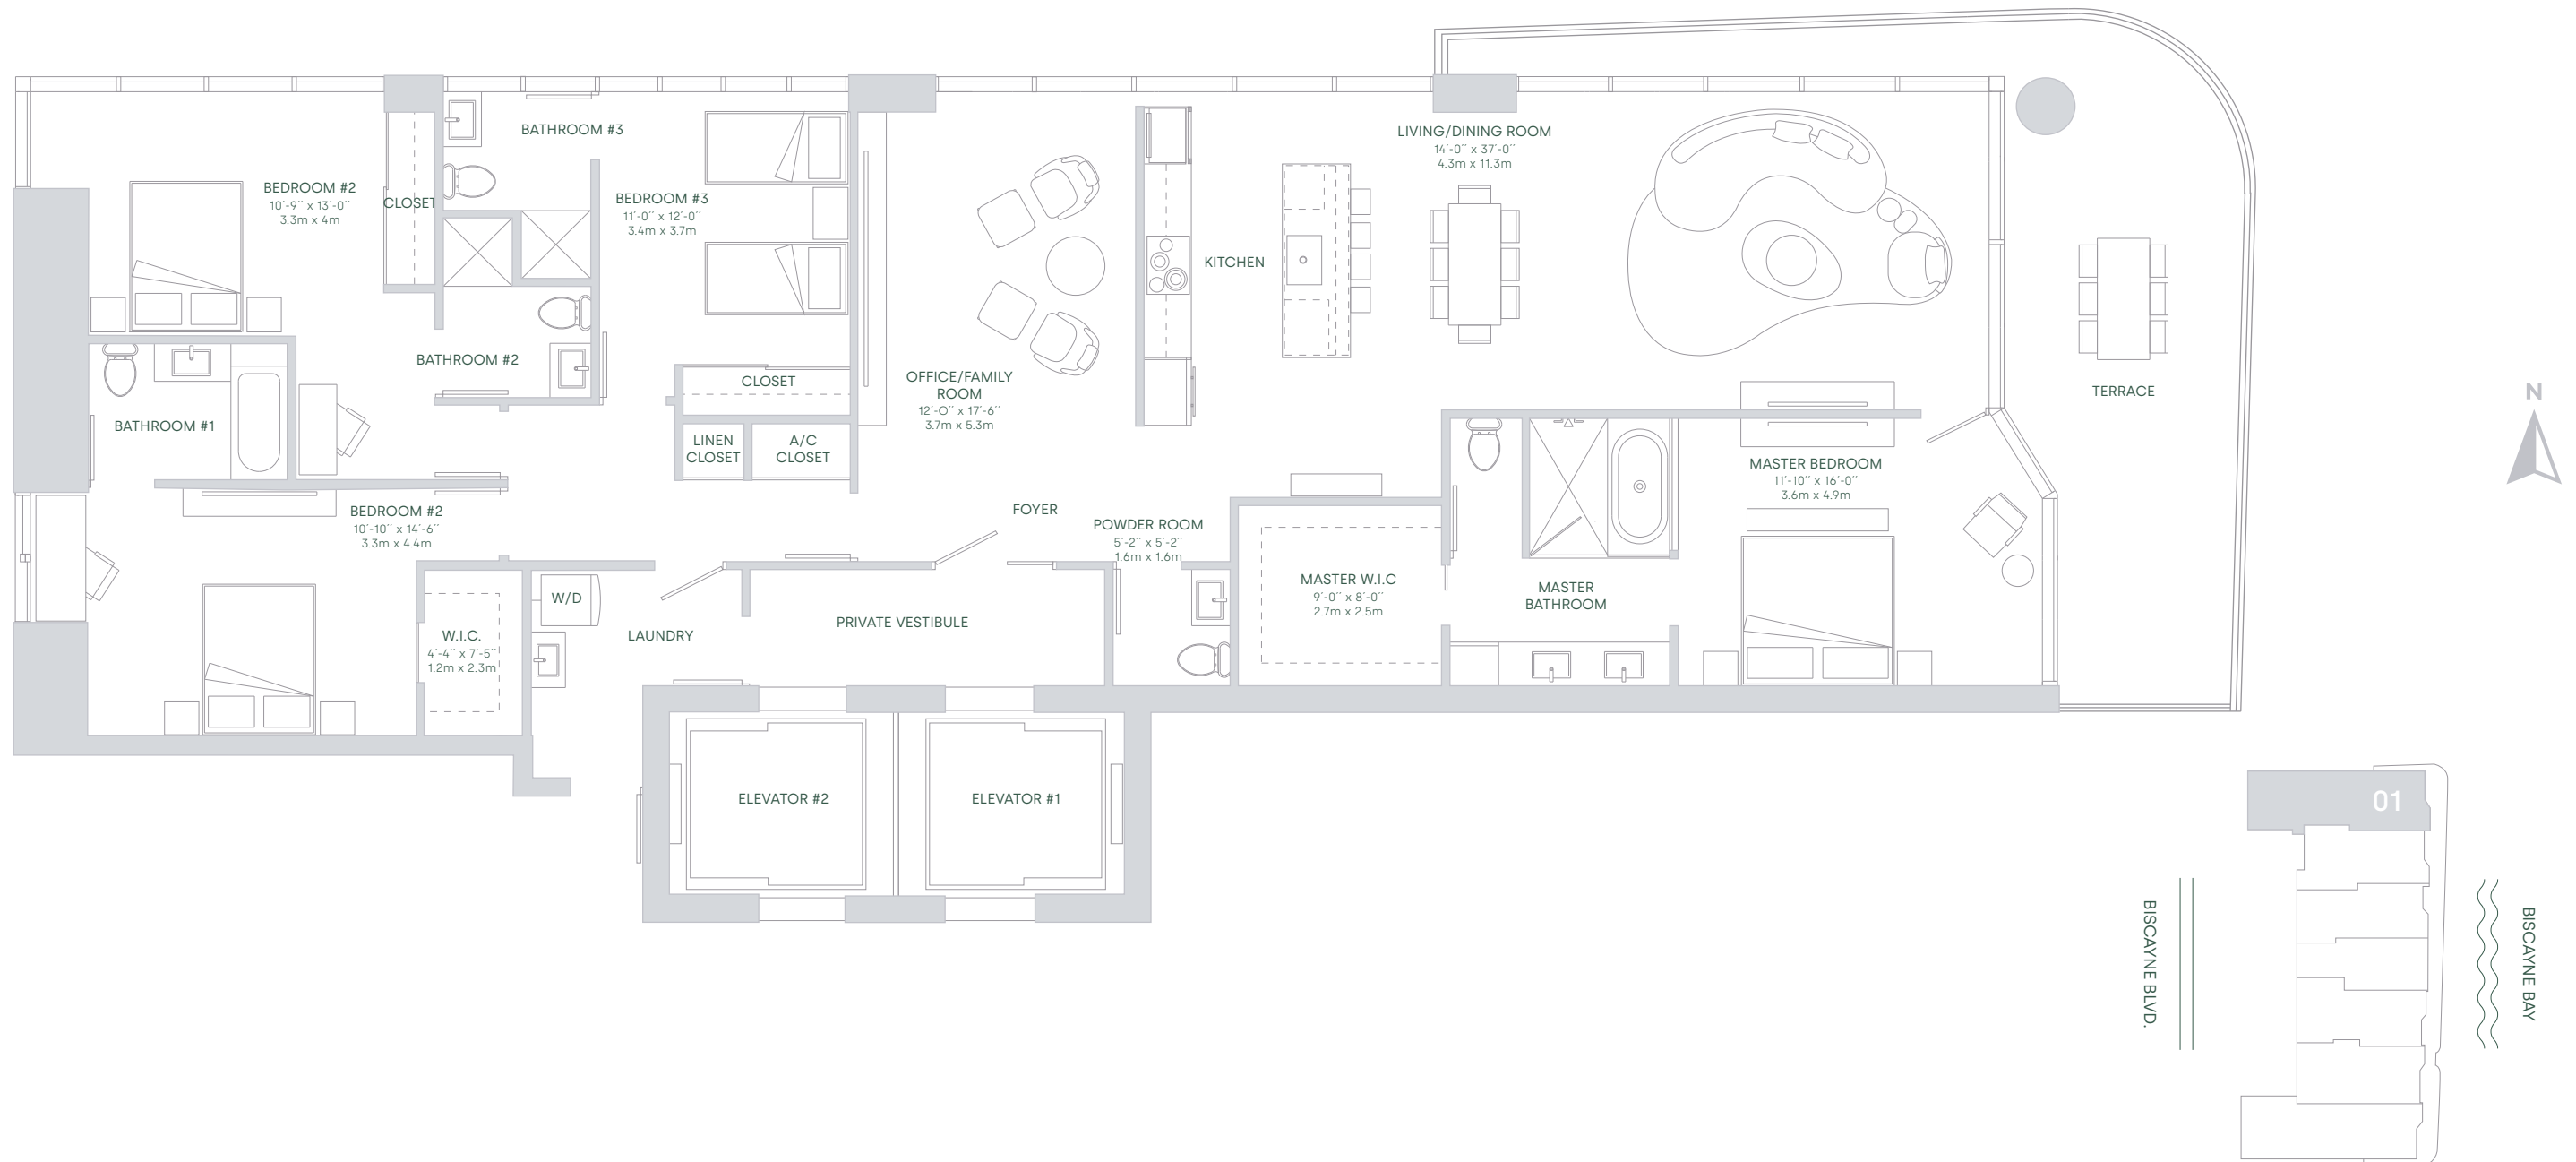 BATHROOM #3
LIVING/DINING ROOM
14´-0´´ x 37´-0´´
4.3m x 11.3m
BEDROOM #2
10´-9´´ x 13´-0´´
3.3m x 4m
CLOSET
BEDROOM #3
11´-0´´ x 12´-0´´
3.4m x 3.7m
KITCHEN
BATHROOM #2
CLOSET
OFFICE/FAMILY
ROOM
12´-O´´ x 17´-6´´
3.7m x 5.3m
TERRACE
N
BATHROOM #1
LINEN
CLOSET
A/C
CLOSET
MASTER BEDROOM
11´-10´´ x 16´-0´´
3.6m x 4.9m
BEDROOM #2
10´-10´´ x 14´-6´´
3.3m x 4.4m
FOYER
POWDER ROOM
5´-2´´ x 5´-2´´
1.6m x 1.6m
MASTER W.I.C
9´-0´´ x 8´-0´´
2.7m x 2.5m
MASTER
BATHROOM
W/D
W.I.C.
4´-4´´ x 7´-5´´
1.2m x 2.3m
LAUNDRY
PRIVATE VESTIBULE
ELEVATOR #2
ELEVATOR #1
01
BISCAYNE BLVD.
BISCAYNE BAY